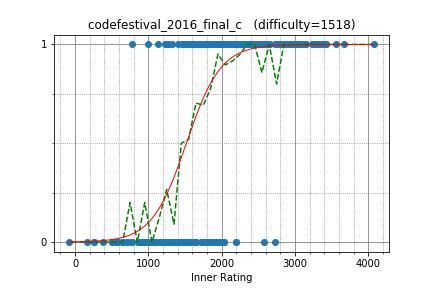 codefestival_2016_final_c (difficulty=1518)
1
0
0 1000 2000 3000 4000
Inner Rating